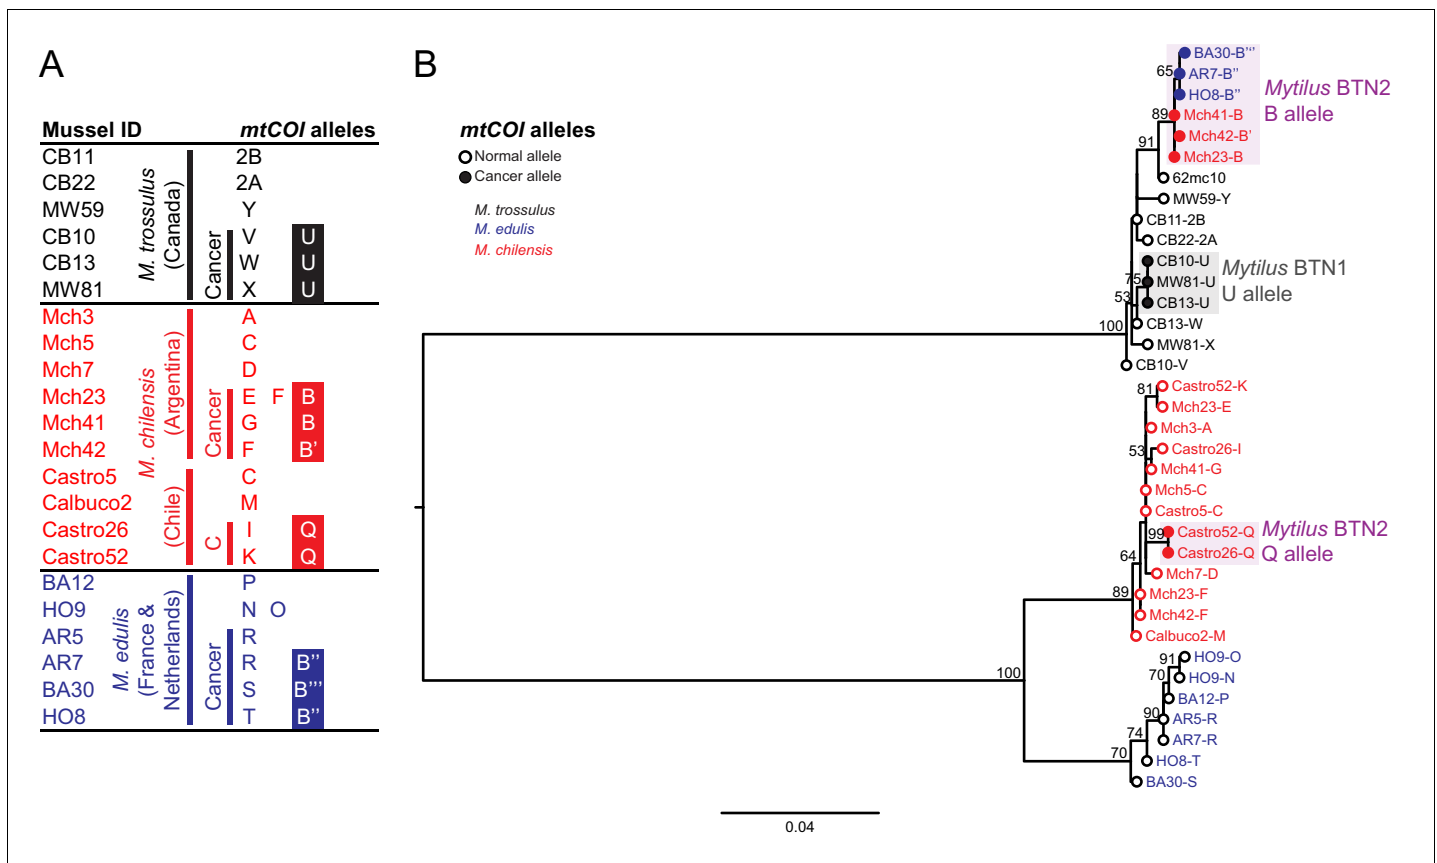 A
Mussel ID mtCOI alleles
CB11 2B
CB22 2A
MW59 Y
CB10 V U
CB13 W U
MW81 X U
M. trossulus
(Canada)
Cancer
Mch3 A
Mch5 C
Mch7 D
Mch23 E F B
Mch41 G B
Mch42 F B'
Castro5 C
Calbuco2 M
Castro26 I Q
Castro52 K Q
M. chilensis
(Argentina)
Cancer
(Chile)
C
BA12 P
HO9 N O
AR5 R
AR7 R B''
BA30 S B'''
HO8 T B''
M. edulis
(France &
Netherlands)
Cancer
B
mtCOI alleles
Normal allele
Cancer allele
M. trossulus
M. edulis
M. chilensis
BA30-B'''
65
AR7-B''
HO8-B''
Mytilus BTN2
B allele
89
Mch41-B
Mch42-B'
91
Mch23-B
62mc10
MW59-Y
CB11-2B
CB22-2A
CB10-U
75
MW81-U
CB13-U
Mytilus BTN1
U allele
53
100
CB13-W
MW81-X
CB10-V
81
Castro52-K
Mch23-E
Mch3-A
53
Castro26-I
Mch41-G
Mch5-C
Castro5-C
99
Castro52-Q
Castro26-Q
Mytilus BTN2
Q allele
64
Mch7-D
89
Mch23-F
Mch42-F
Calbuco2-M
100
91
HO9-O
70
HO9-N
BA12-P
90
AR5-R
74
AR7-R
70
HO8-T
BA30-S
0.04